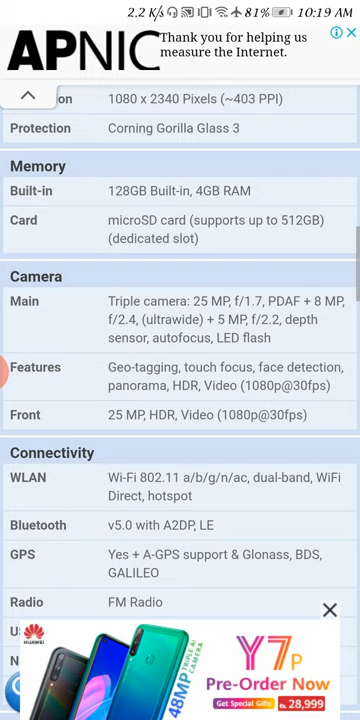 2.2 K/s 81% 10:19 AM
APNIC Thank you for helping us
measure the Internet.
on 1080 x 2340 Pixels (~403 PPI)
Protection Corning Gorilla Glass 3
Memory
Built-in 128GB Built-in, 4GB RAM
Card microSD card (supports up to 512GB)
(dedicated slot)
Camera
Main Triple camera: 25 MP, f/1.7, PDAF + 8 MP,
f/2.4, (ultrawide) + 5 MP, f/2.2, depth
sensor, autofocus, LED flash
Features Geo-tagging, touch focus, face detection,
panorama, HDR, Video (1080p@30fps)
Front 25 MP, HDR, Video (1080p@30fps)
Connectivity
WLAN Wi-Fi 802.11 a/b/g/n/ac, dual-band, WiFi
Direct, hotspot
Bluetooth v5.0 with A2DP, LE
GPS Yes + A-GPS support & Glonass, BDS,
GALILEO
Radio FM Radio
U
N
HUAWEI
48MP TRIPLE AI
CAMERA
HUAWEI
Y7p
Pre-Order Now
Get Special Gifts RS. 28,999